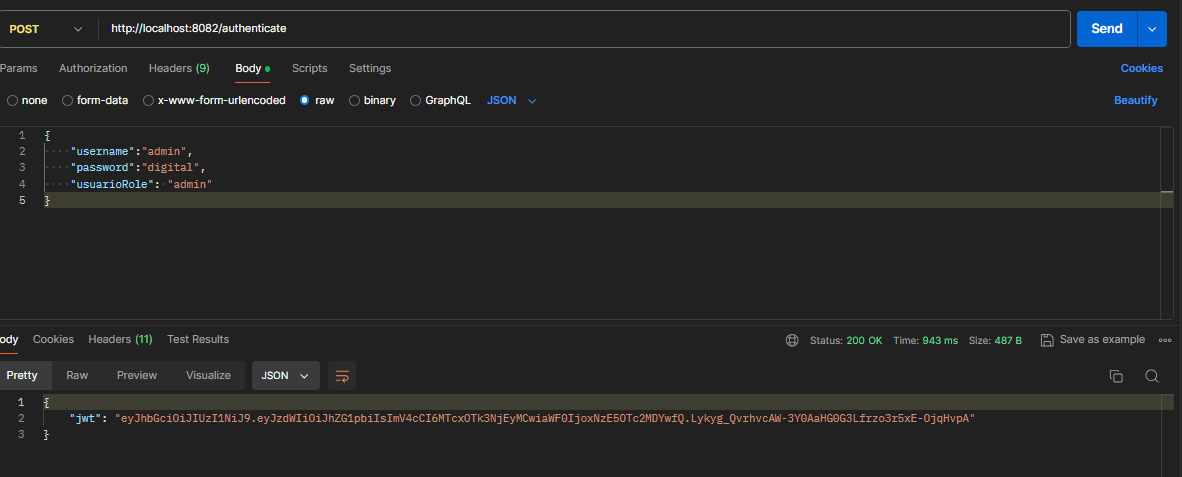 POST http://localhost:8082/authenticate Send
Params Authorization Headers (9) Body Scripts Settings Cookies
none form-data x-www-form-urlencoded raw binary GraphQL JSON Beautify
1 {
2 "username":"admin",
3 "password":"digital",
4 "usuarioRole": "admin"
5 }
ody Cookies Headers (11) Test Results Status: 200 OK Time: 943 ms Size: 487 B Save as example
Pretty Raw Preview Visualize JSON
1 {
2 "jwt": "eyJhbGciOiJIUzI1NiJ9.eyJzdWIiOiJhZG1pbiIsImV4cCI6MTcxOTk3NjEyMCwiaWF0IjoxNzE5OTc2MDYwfQ.Lykyg_QvrhvcAW-3Y0AaHG0G3Lfrzo3r5xE-OjqHvpA"
3 }